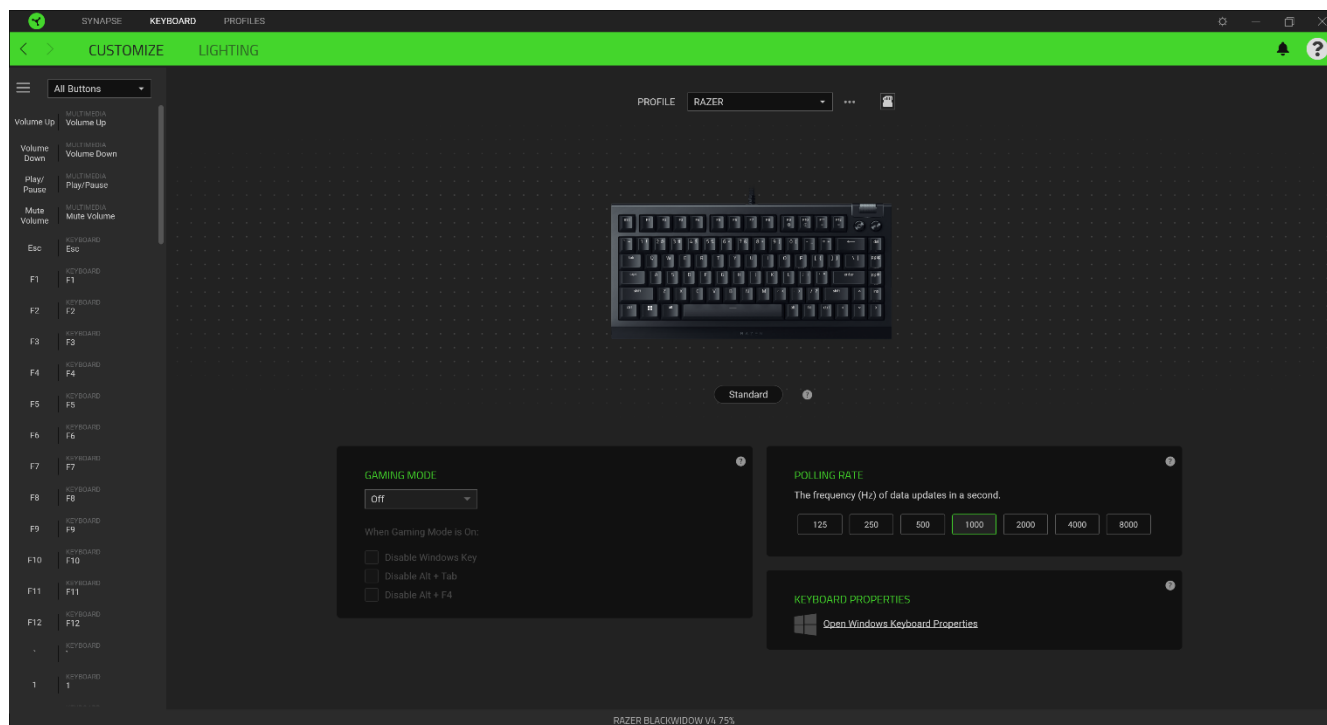 SYNAPSE KEYBOARD PROFILES
CUSTOMIZE LIGHTING
All Buttons
PROFILE RAZER
Volume Up MULTIMEDIA Volume Up
Volume Down MULTIMEDIA Volume Down
Play/Pause MULTIMEDIA Play/Pause
Mute Volume MULTIMEDIA Mute Volume
Esc KEYBOARD Esc
F1 KEYBOARD F1
F2 KEYBOARD F2
F3 KEYBOARD F3
F4 KEYBOARD F4
F5 KEYBOARD F5
F6 KEYBOARD F6
F7 KEYBOARD F7
F8 KEYBOARD F8
F9 KEYBOARD F9
F10 KEYBOARD F10
F11 KEYBOARD F11
F12 KEYBOARD F12
` KEYBOARD `
1 KEYBOARD 1
Standard
GAMING MODE
Off
When Gaming Mode is On:
Disable Windows Key
Disable Alt + Tab
Disable Alt + F4
POLLING RATE
The frequency (Hz) of data updates in a second.
125 250 500 1000 2000 4000 8000
KEYBOARD PROPERTIES
Open Windows Keyboard Properties
RAZER BLACKWIDOW V4 75%